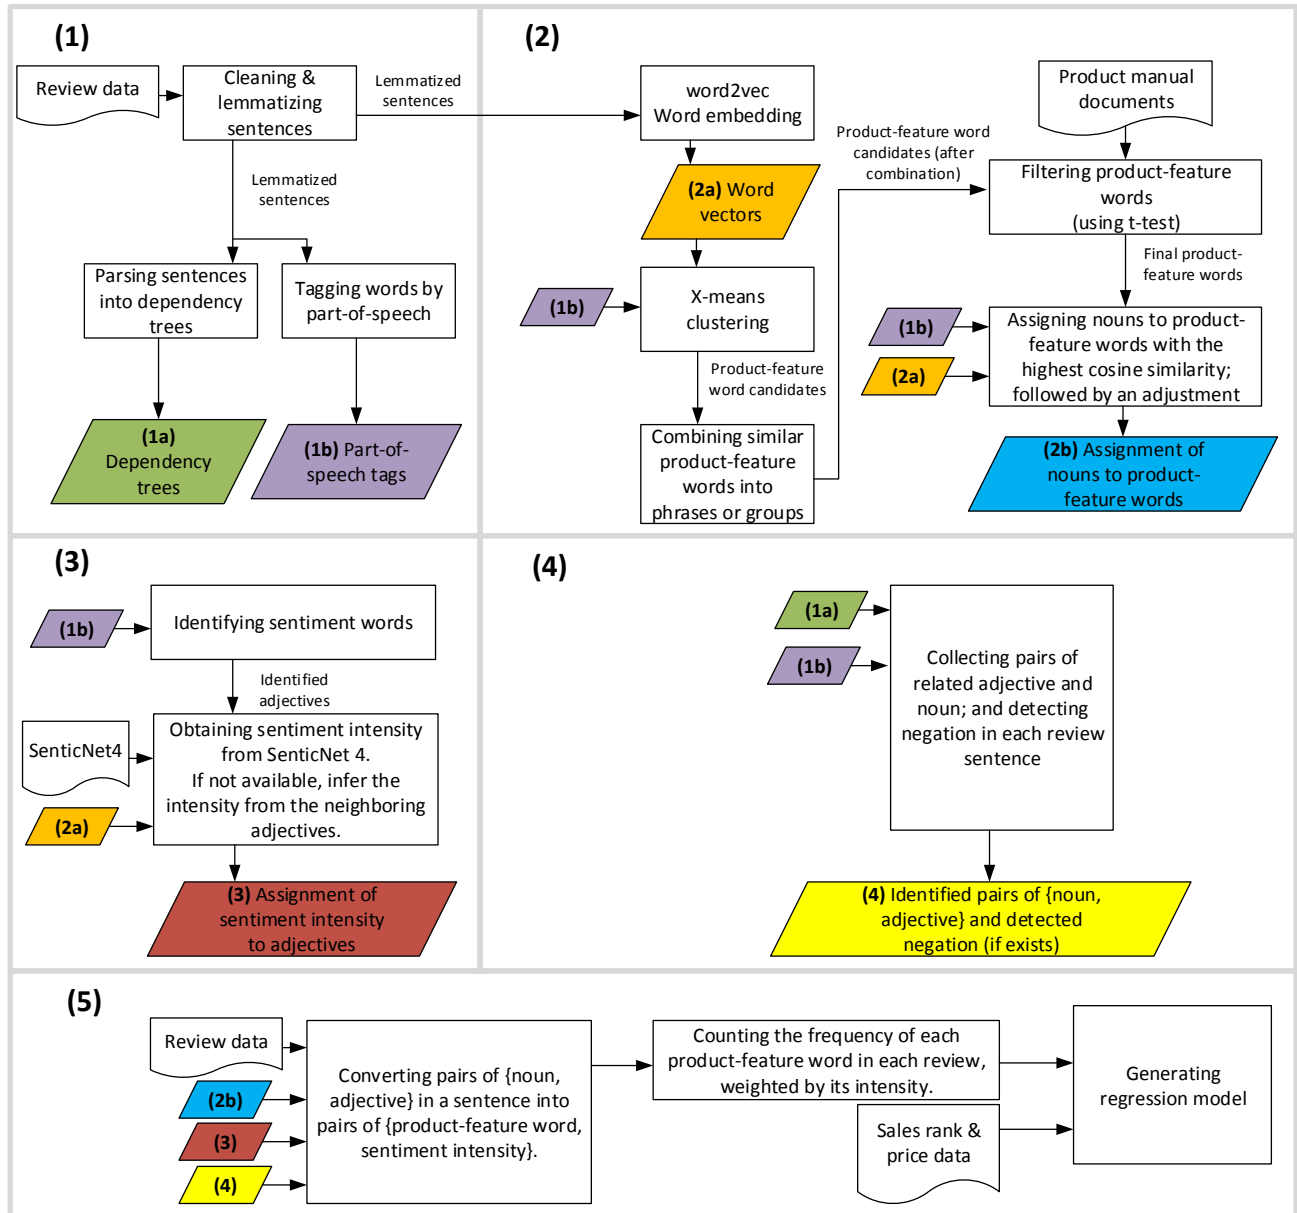 (1)
Review data
Cleaning &
lemmatizing
sentences
Lemmatized
sentences
Lemmatized
sentences
Parsing sentences
into dependency
trees
Tagging words by
part-of-speech
(1a)
Dependency
trees
(1b) Part-of-
speech tags
(2)
word2vec
Word embedding
(2a) Word
vectors
(1b)
X-means
clustering
Product-feature
word candidates
Combining similar
product-feature
words into
phrases or groups
Product-feature word
candidates (after
combination)
Product manual
documents
Filtering product-feature
words
(using t-test)
Final product-
feature words
(1b)
(2a)
Assigning nouns to product-
feature words with the
highest cosine similarity;
followed by an adjustment
(2b) Assignment of
nouns to product-
feature words
(3)
(1b)
Identifying sentiment words
Identified
adjectives
SenticNet4
(2a)
Obtaining sentiment intensity
from SenticNet 4.
If not available, infer the
intensity from the neighboring
adjectives.
(3) Assignment of
sentiment intensity
to adjectives
(4)
(1a)
(1b)
Collecting pairs of
related adjective and
noun; and detecting
negation in each review
sentence
(4) Identified pairs of {noun,
adjective} and detected
negation (if exists)
(5)
Review data
(2b)
(3)
(4)
Converting pairs of {noun,
adjective} in a sentence into
pairs of {product-feature word,
sentiment intensity}.
Counting the frequency of each
product-feature word in each review,
weighted by its intensity.
Sales rank &
price data
Generating
regression model